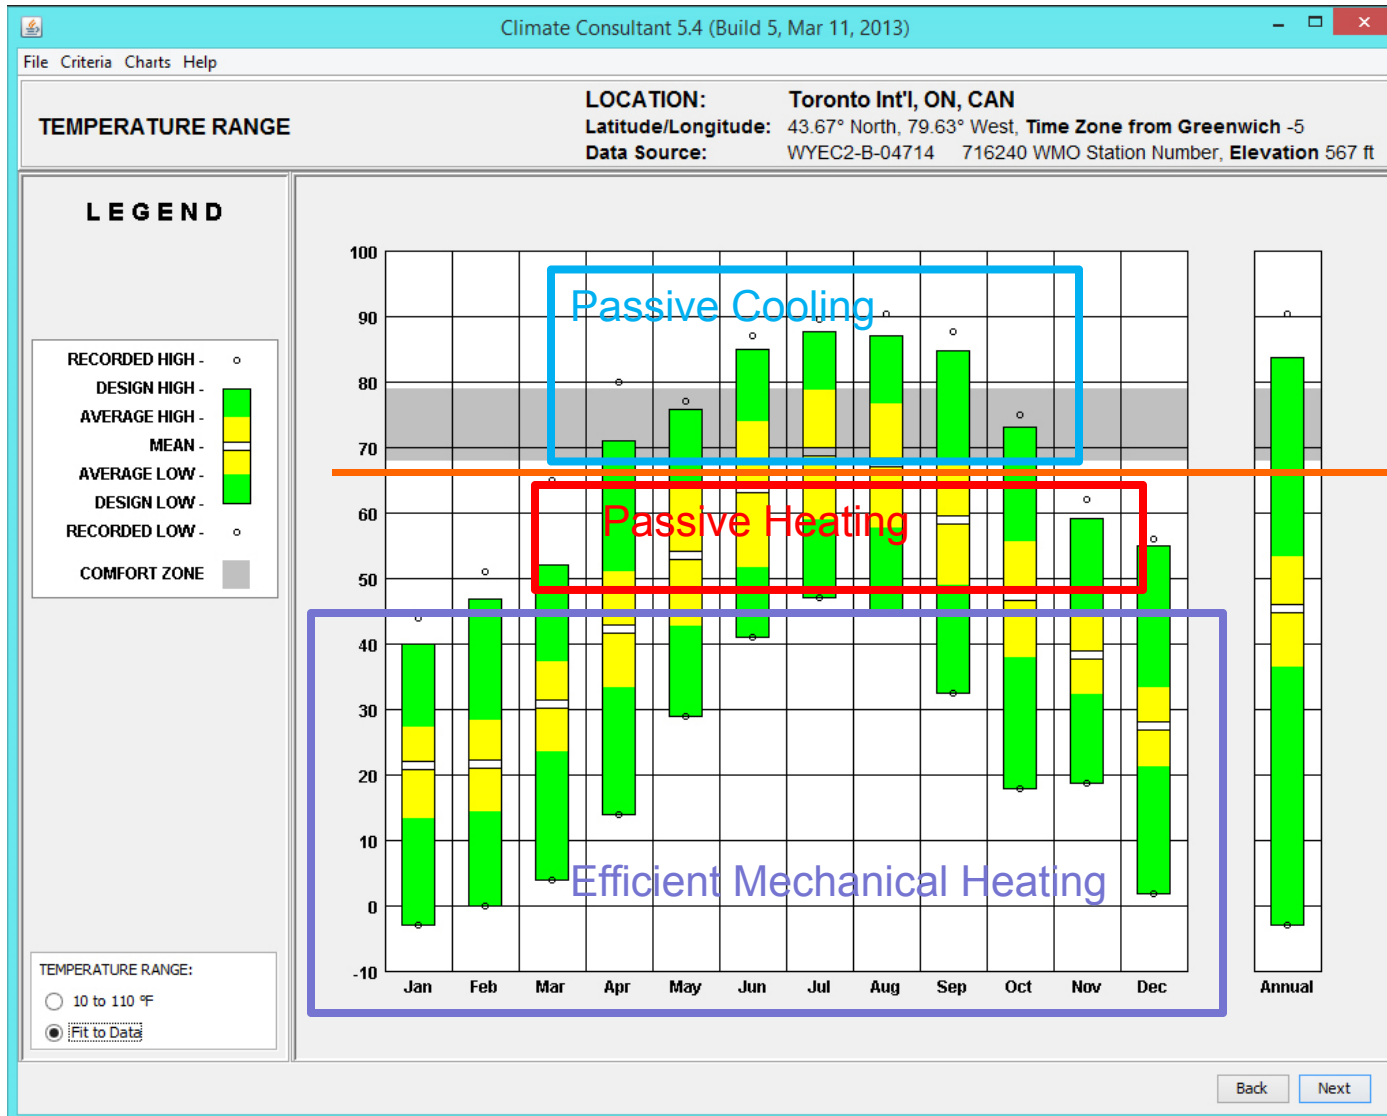 Climate Consultant 5.4 (Build 5, Mar 11, 2013)
File Criteria Charts Help
TEMPERATURE RANGE
LOCATION: Toronto Int'l, ON, CAN
Latitude/Longitude: 43.67° North, 79.63° West, Time Zone from Greenwich -5
Data Source: WYEC2-B-04714 716240 WMO Station Number, Elevation 567 ft
LEGEND
RECORDED HIGH -
DESIGN HIGH -
AVERAGE HIGH -
MEAN -
AVERAGE LOW -
DESIGN LOW -
RECORDED LOW -
COMFORT ZONE
TEMPERATURE RANGE:
10 to 110 °F
Fit to Data
100
90
80
70
60
50
40
30
20
10
0
-10
Passive Cooling
Passive Heating
Efficient Mechanical Heating
Jan Feb Mar Apr May Jun Jul Aug Sep Oct Nov Dec Annual
Back Next